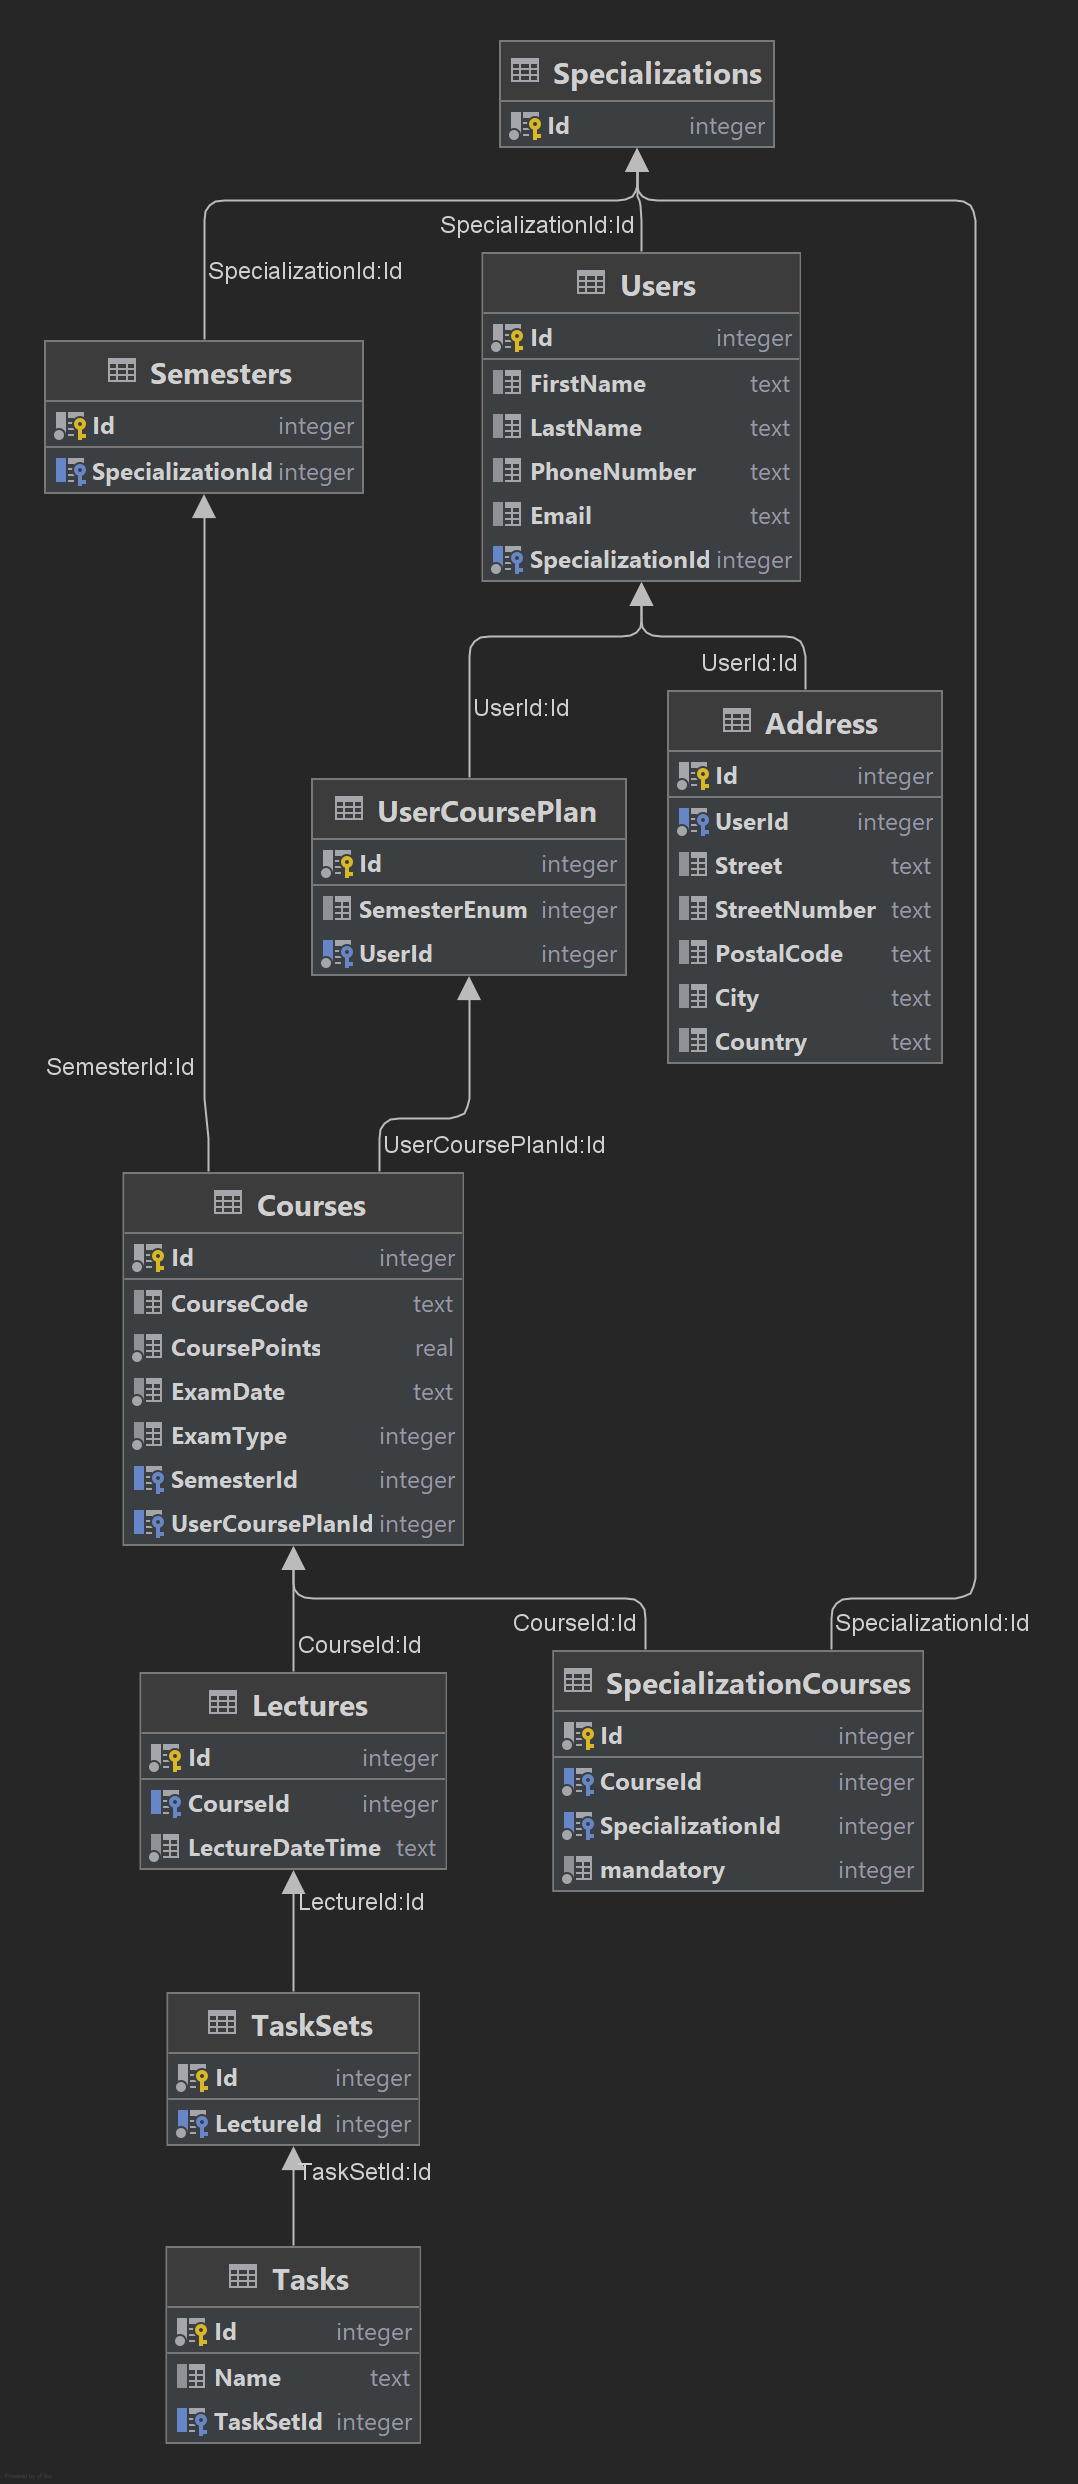 Specializations
Id integer
SpecializationId:Id
SpecializationId:Id
Users
Id integer
FirstName text
LastName text
PhoneNumber text
Email text
SpecializationId integer
Semesters
Id integer
SpecializationId integer
UserId:Id
UserId:Id
Address
Id integer
UserId integer
Street text
StreetNumber text
PostalCode text
City text
Country text
UserCoursePlan
Id integer
SemesterEnum integer
UserId integer
SemesterId:Id
UserCoursePlanId:Id
Courses
Id integer
CourseCode text
CoursePoints real
ExamDate text
ExamType integer
SemesterId integer
UserCoursePlanId integer
CourseId:Id
CourseId:Id
SpecializationId:Id
Lectures
Id integer
CourseId integer
LectureDateTime text
SpecializationCourses
Id integer
CourseId integer
SpecializationId integer
mandatory integer
LectureId:Id
TaskSets
Id integer
LectureId integer
TaskSetId:Id
Tasks
Id integer
Name text
TaskSetId integer